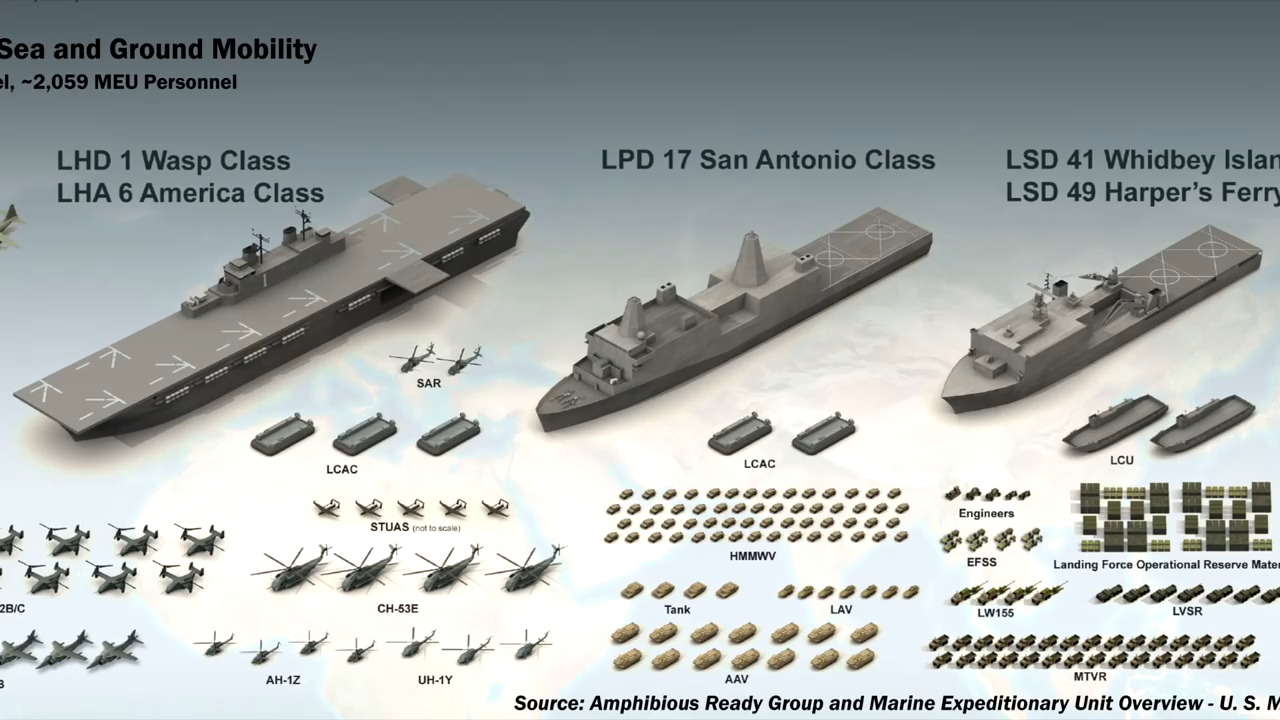 Sea and Ground Mobility
el, ~2,059 MEU Personnel
LHD 1 Wasp Class
LHA 6 America Class
LPD 17 San Antonio Class
LSD 41 Whidbey Islan
LSD 49 Harper's Ferry
SAR
LCAC
LCAC
LCU
STUAS (not to scale)
HMMWV
Engineers
EFSS
Landing Force Operational Reserve Mater
2B/C
CH-53E
Tank
LAV
LW155
LVSR
B
AH-1Z
UH-1Y
AAV
MTVR
Source: Amphibious Ready Group and Marine Expeditionary Unit Overview - U. S. M